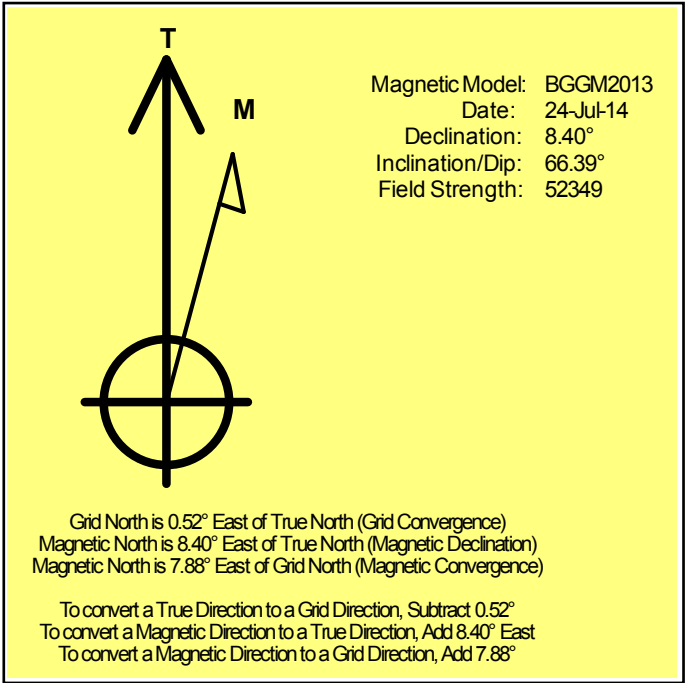 T
M
Magnetic Model: BGGM2013
Date: 24-Jul-14
Declination: 8.40°
Inclination/Dip: 66.39°
Field Strength: 52349
Grid North is 0.52° East of True North (Grid Convergence)
Magnetic North is 8.40° East of True North (Magnetic Declination)
Magnetic North is 7.88° East of Grid North (Magnetic Convergence)
To convert a True Direction to a Grid Direction, Subtract 0.52°
To convert a Magnetic Direction to a True Direction, Add 8.40° East
To convert a Magnetic Direction to a Grid Direction, Add 7.88°